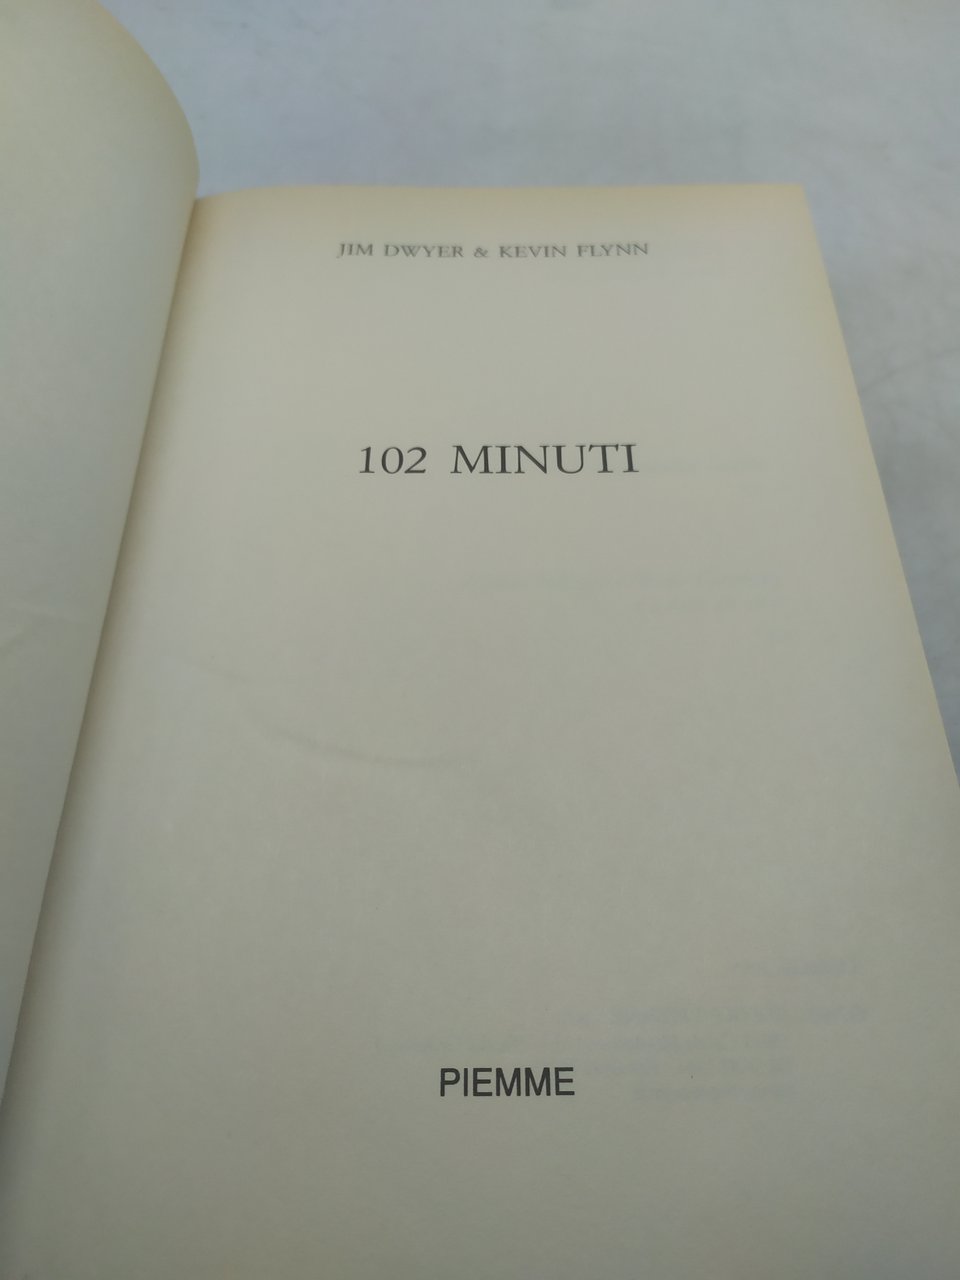 JIM DWYER & KEVIN FLYNN
102 MINUTI
PIEMME